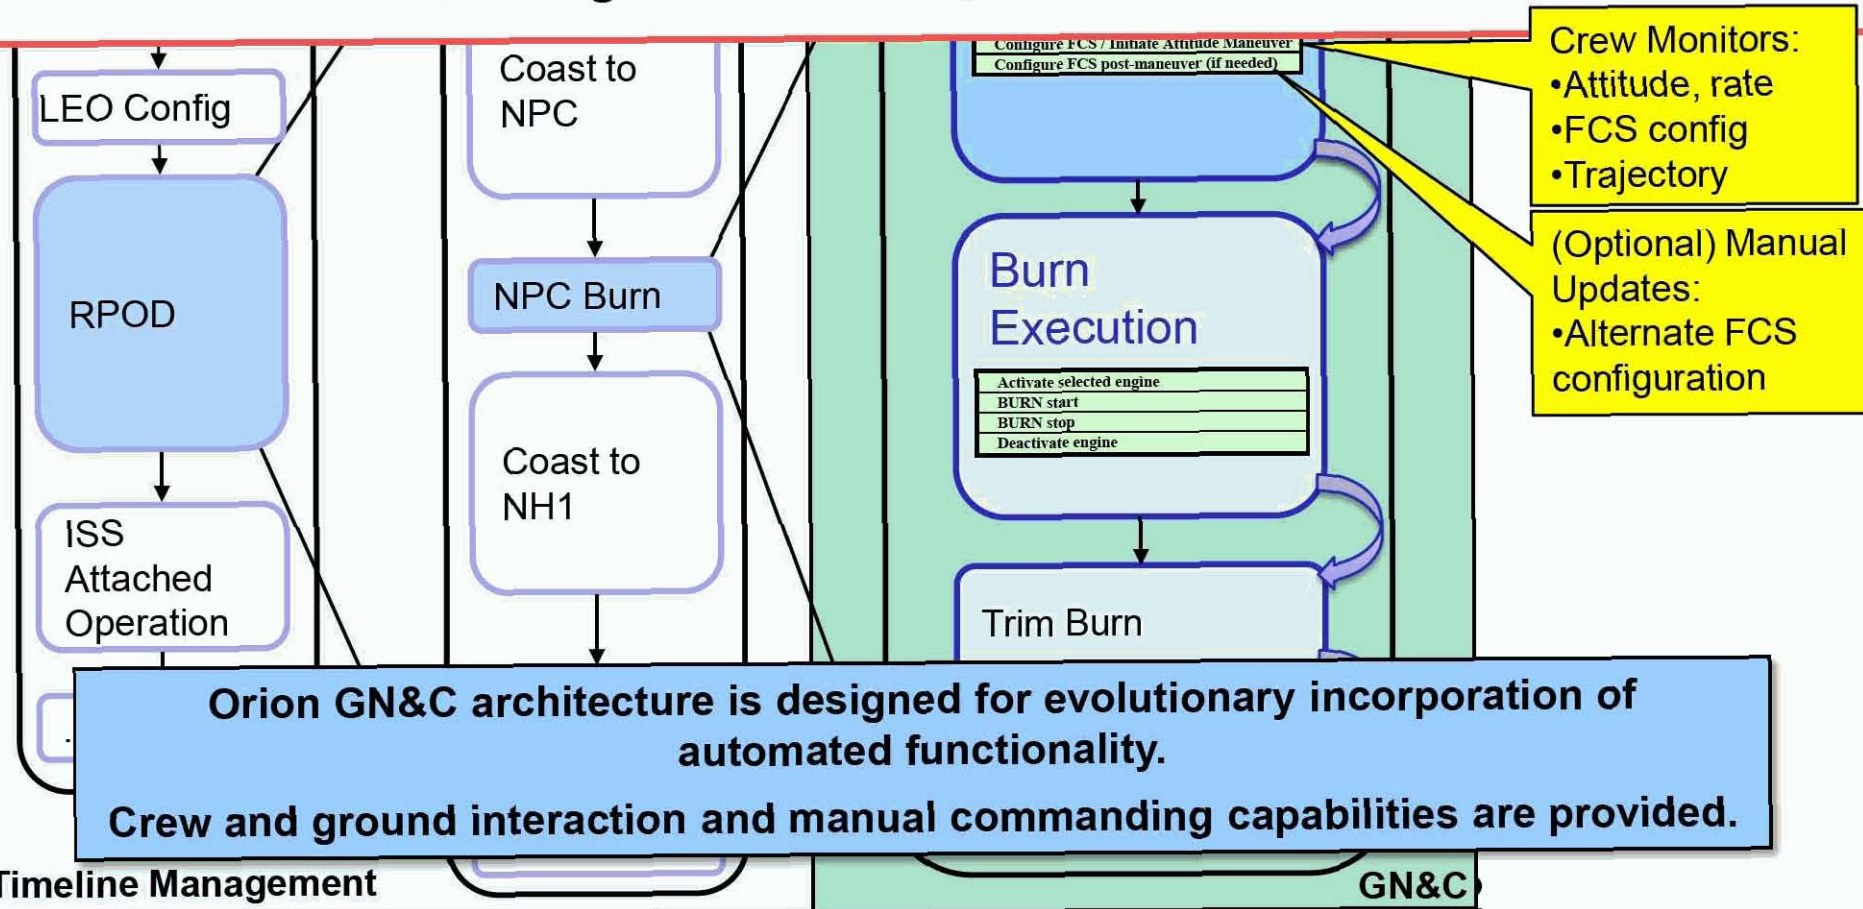 LEO Config
RPOD
ISS
Attached
Operation
Coast to
NPC
NPC Burn
Coast to
NH1
Configure FCS / Initiate Attitude Maneuver
Configure FCS post-maneuver (if needed)
Burn
Execution
Activate selected engine
BURN start
BURN stop
Deactivate engine
Trim Burn
Crew Monitors:
•Attitude, rate
•FCS config
•Trajectory
(Optional) Manual
Updates:
•Alternate FCS
configuration
Orion GN&C architecture is designed for evolutionary incorporation of
automated functionality.
Crew and ground interaction and manual commanding capabilities are provided.
Timeline Management
GN&C